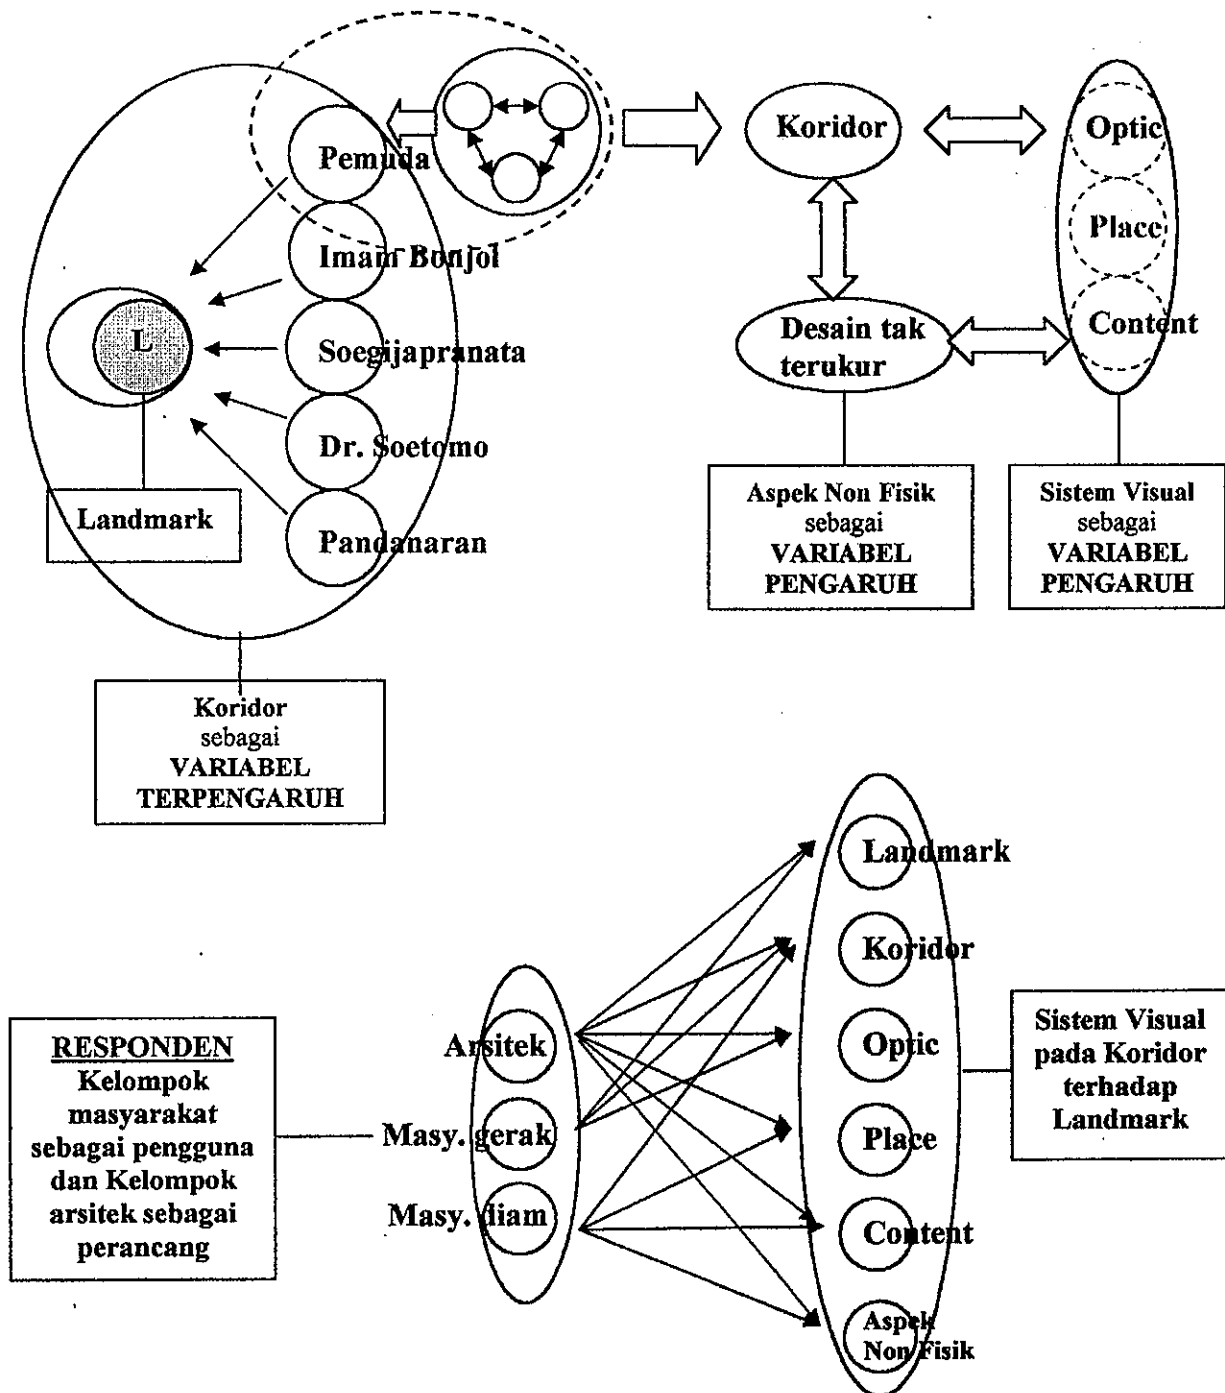 Pemuda
Imam Bonjol
Soegijapranata
Dr. Soetomo
Pandanaran
L
Landmark
Koridor
sebagai
VARIABEL
TERPENGARUH
Koridor
Desain tak
terukur
Optic
Place
Content
Aspek Non Fisik
sebagai
VARIABEL
PENGARUH
Sistem Visual
sebagai
VARIABEL
PENGARUH
RESPONDEN
Kelompok
masyarakat
sebagai pengguna
dan Kelompok
arsitek sebagai
perancang
Arsitek
Masy. gerak
Masy. diam
Landmark
Koridor
Optic
Place
Content
Aspek
Non Fisik
Sistem Visual
pada Koridor
terhadap
Landmark